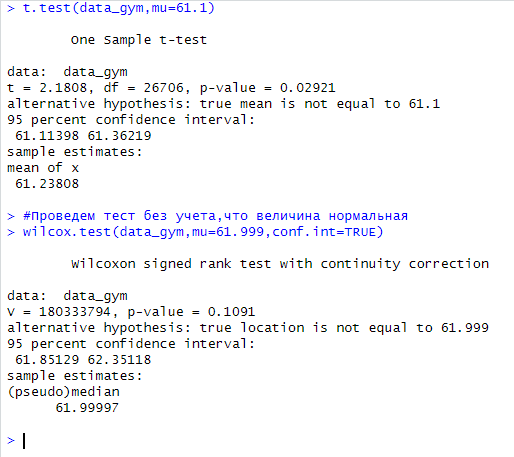 > t.test(data_gym,mu=61.1)
One Sample t-test
data:  data_gym
t = 2.1808, df = 26706, p-value = 0.02921
alternative hypothesis: true mean is not equal to 61.1
95 percent confidence interval:
61.11398 61.36219
sample estimates:
mean of x
61.23808
> #Проведем тест без учета,что величина нормальная
> wilcox.test(data_gym,mu=61.999,conf.int=TRUE)
Wilcoxon signed rank test with continuity correction
data:  data_gym
V = 180333794, p-value = 0.1091
alternative hypothesis: true location is not equal to 61.999
95 percent confidence interval:
61.85129 62.35118
sample estimates:
(pseudo)median
61.99997
>